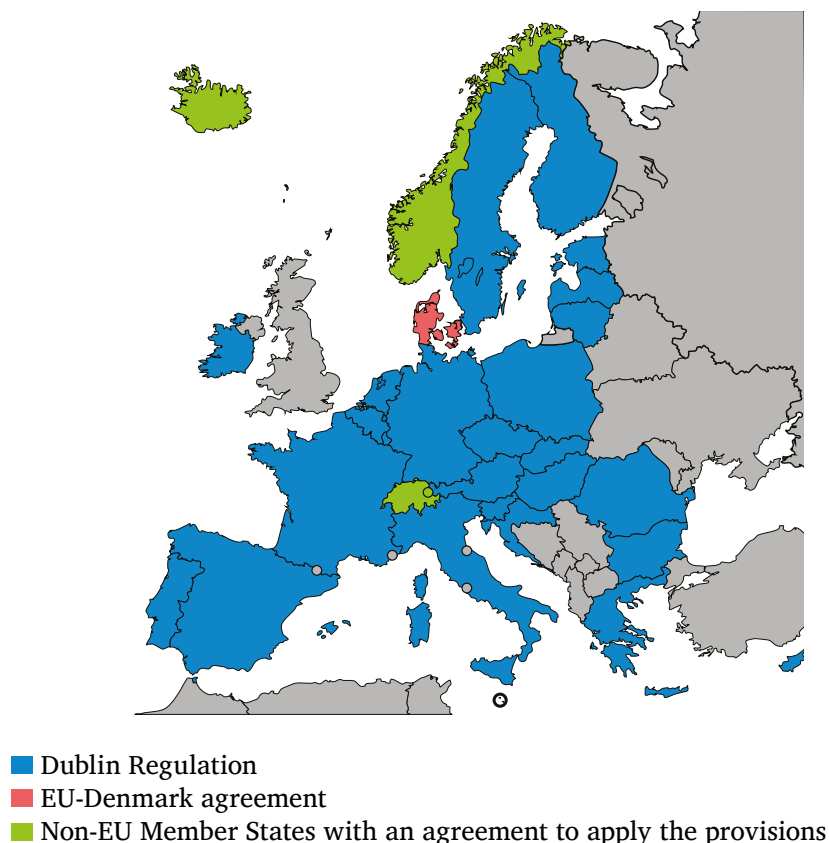 Dublin Regulation
EU-Denmark agreement
Non-EU Member States with an agreement to apply the provisions